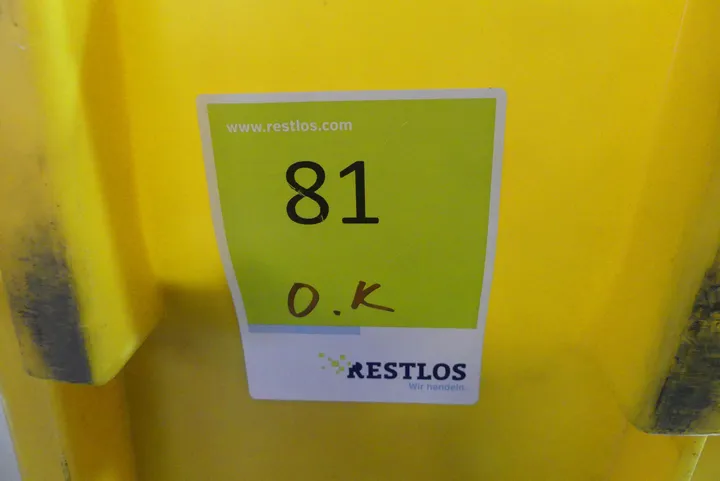 www.restlos.com
81
O.K
RESTLOS
Wir handeln.